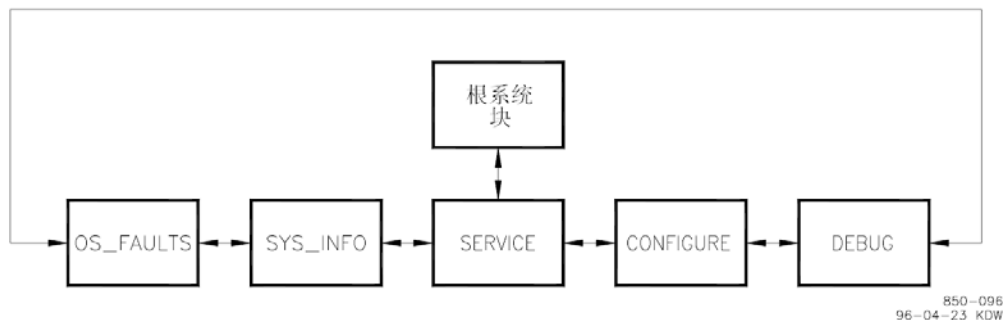 根系统
块
OS_FAULTS
SYS_INFO
SERVICE
CONFIGURE
DEBUG
850-096
96-04-23 KDW